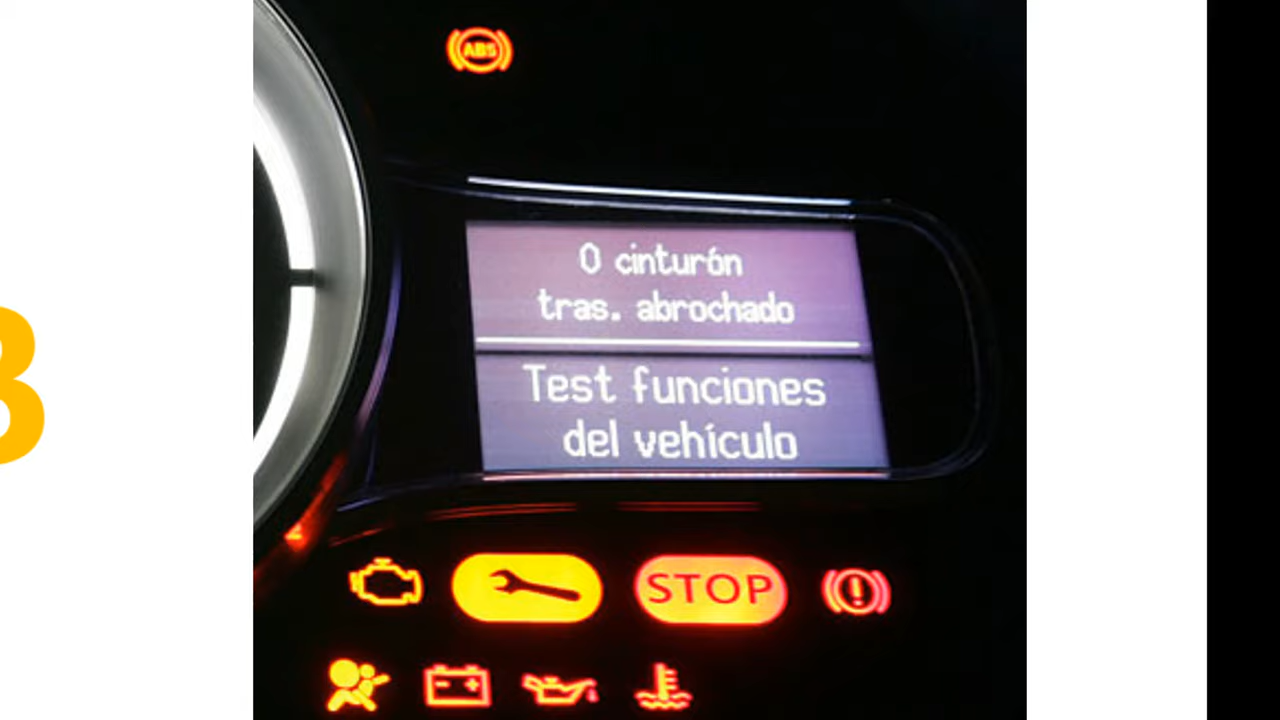 ABS
0 cinturón
tras. abrochado
Test funciones
del vehículo
STOP